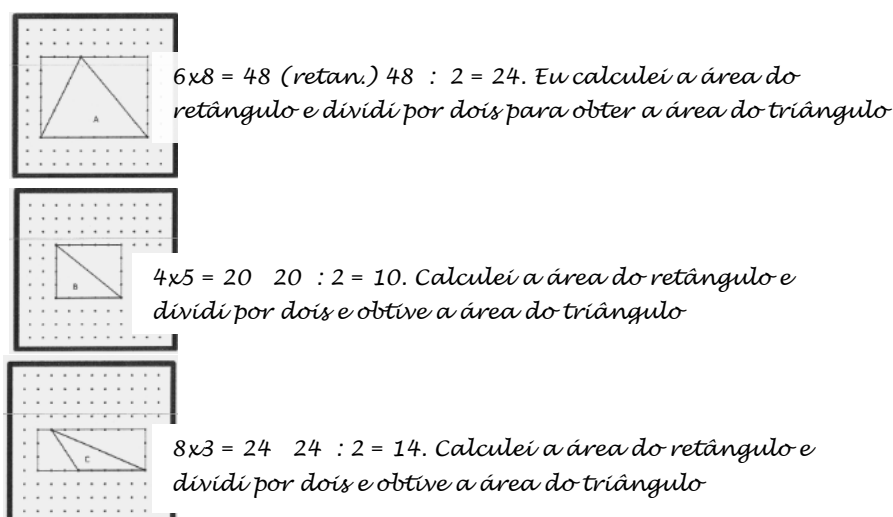 6x8 = 48 (retan.) 48 : 2 = 24. Eu calculei a área do
retângulo e dividi por dois para obter a área do triângulo
A
4x5 = 20 20 : 2 = 10. Calculei a área do retângulo e
dividi por dois e obtive a área do triângulo
B
8x3 = 24 24 : 2 = 14. Calculei a área do retângulo e
dividi por dois e obtive a área do triângulo
C